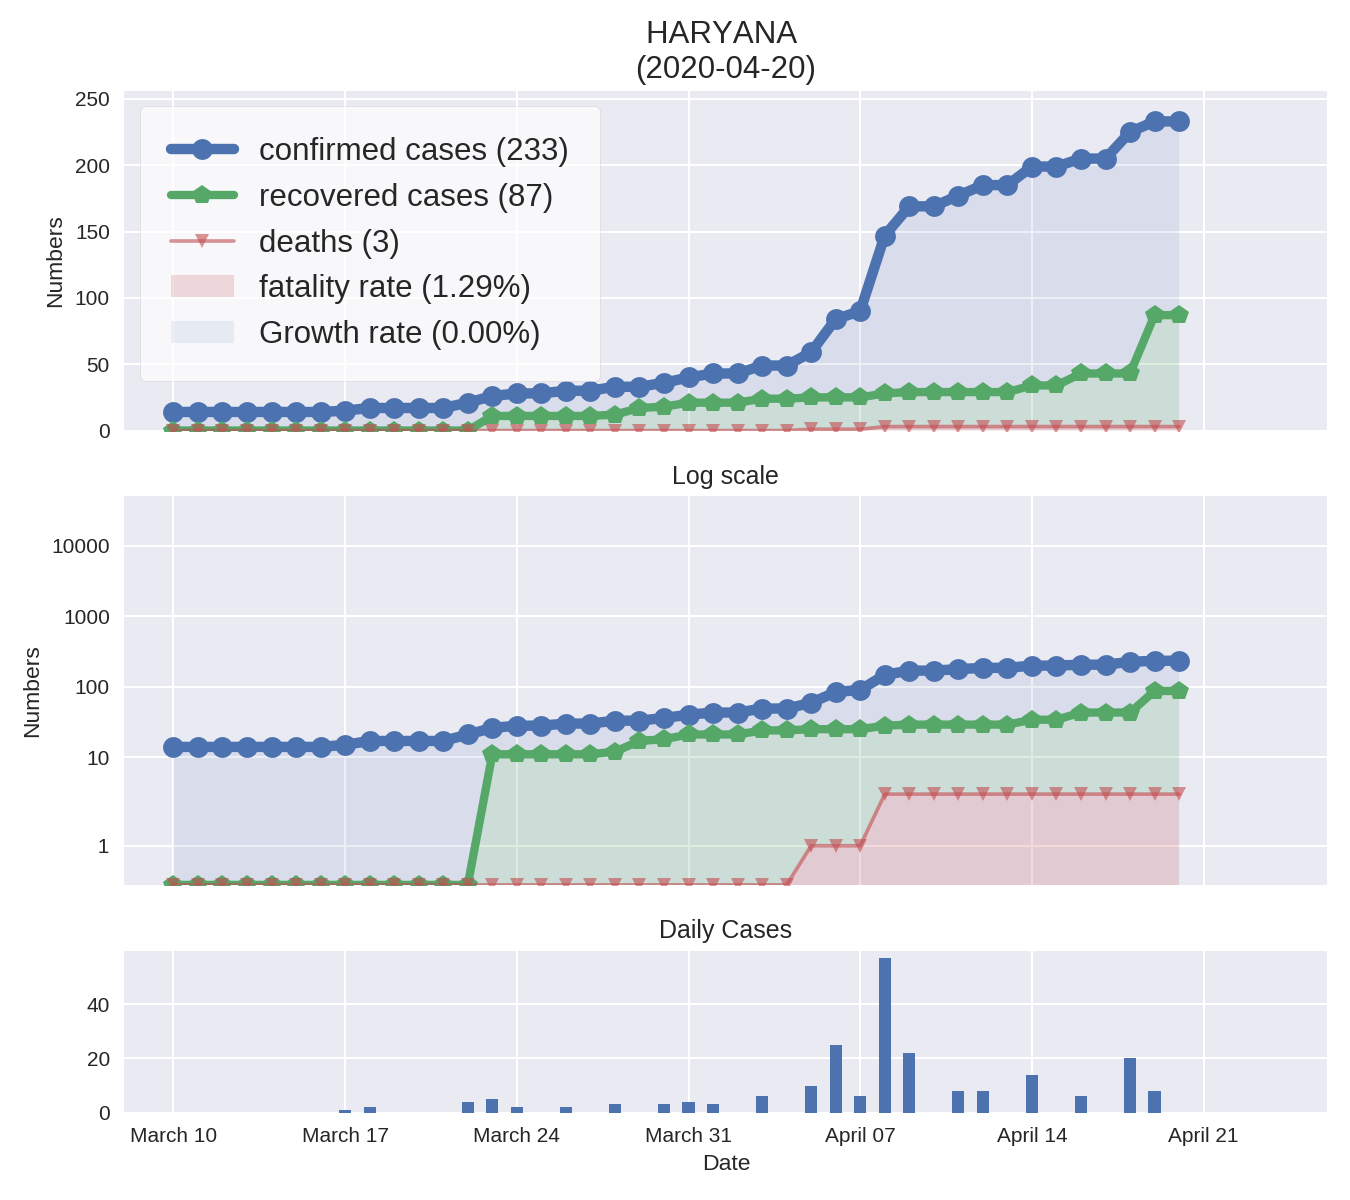 HARYANA
(2020-04-20)
250
200
150
100
50
0
Numbers
confirmed cases (233)
recovered cases (87)
deaths (3)
fatality rate (1.29%)
Growth rate (0.00%)
Log scale
10000
1000
100
10
1
Numbers
Daily Cases
40
20
0
March 10
March 17
March 24
March 31
April 07
April 14
April 21
Date